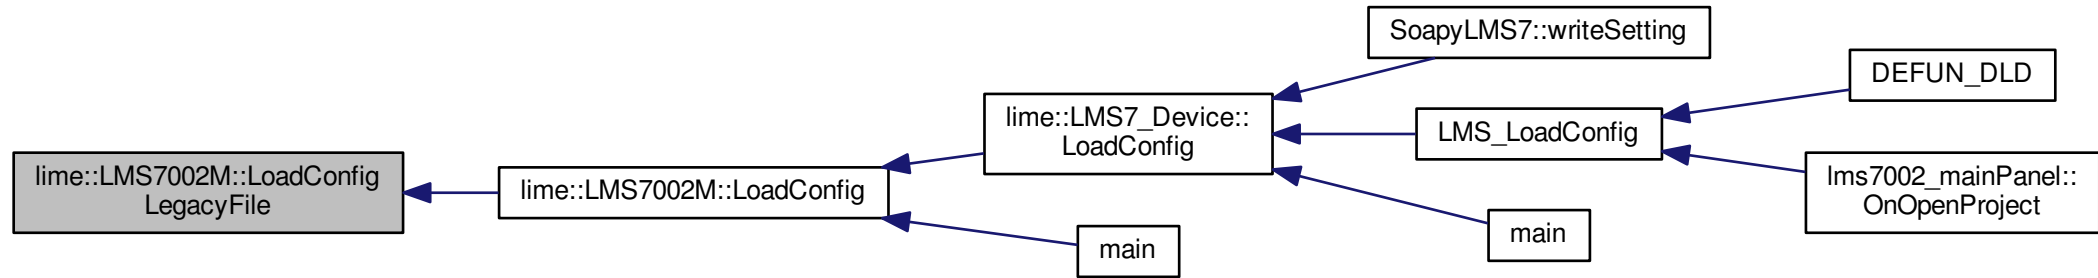 lime::LMS7002M::LoadConfig
LegacyFile
lime::LMS7002M::LoadConfig
lime::LMS7_Device::
LoadConfig
SoapyLMS7::writeSetting
LMS_LoadConfig
DEFUN_DLD
lms7002_mainPanel::
OnOpenProject
main
main